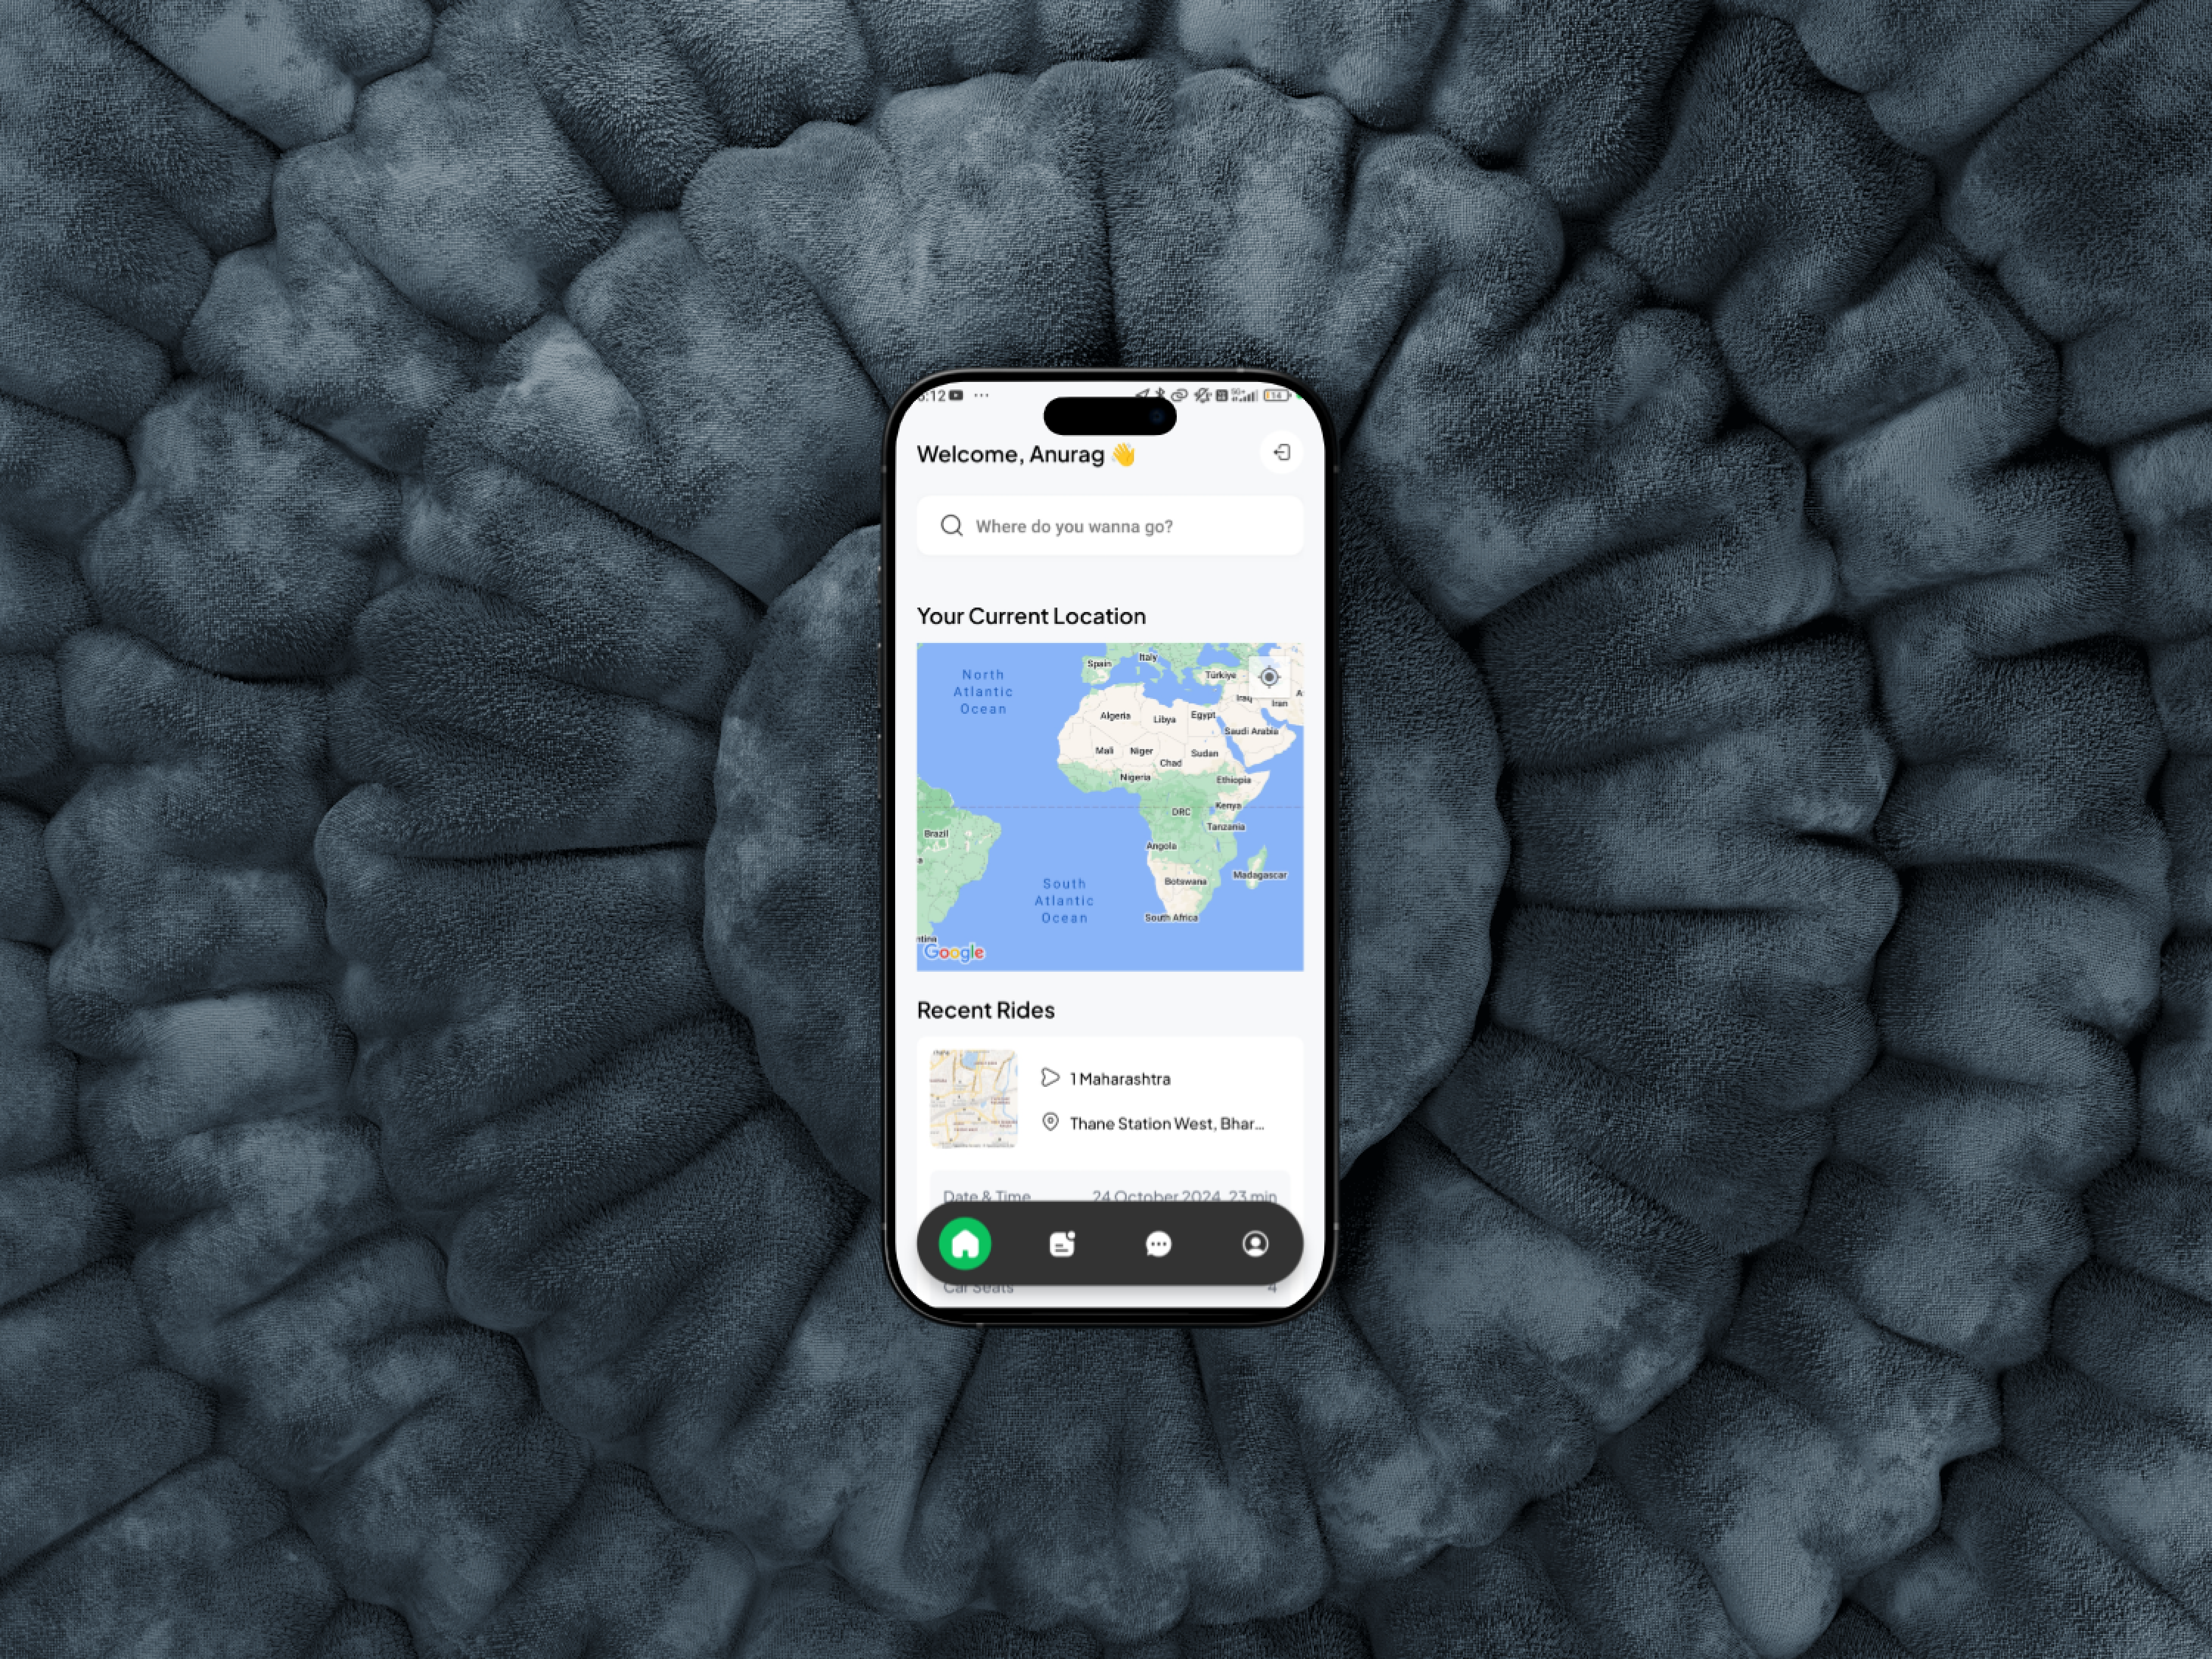 :12 ...
5G+ 14
Welcome, Anurag 👋
Where do you wanna go?
Your Current Location
North
Atlantic
Ocean
Spain
Italy
Türkiye
Iraq
Iran
A
Algeria
Libya
Egypt
Saudi Arabia
Mali
Niger
Chad
Sudan
Nigeria
Ethiopia
DRC
Kenya
Tanzania
Brazil
a
Angola
Botswana
Madagascar
South
Atlantic
Ocean
South Africa
ntina
Google
Recent Rides
1 Maharashtra
Thane Station West, Bhar...
Date & Time 24 October 2024, 23 min
Car Seats 4